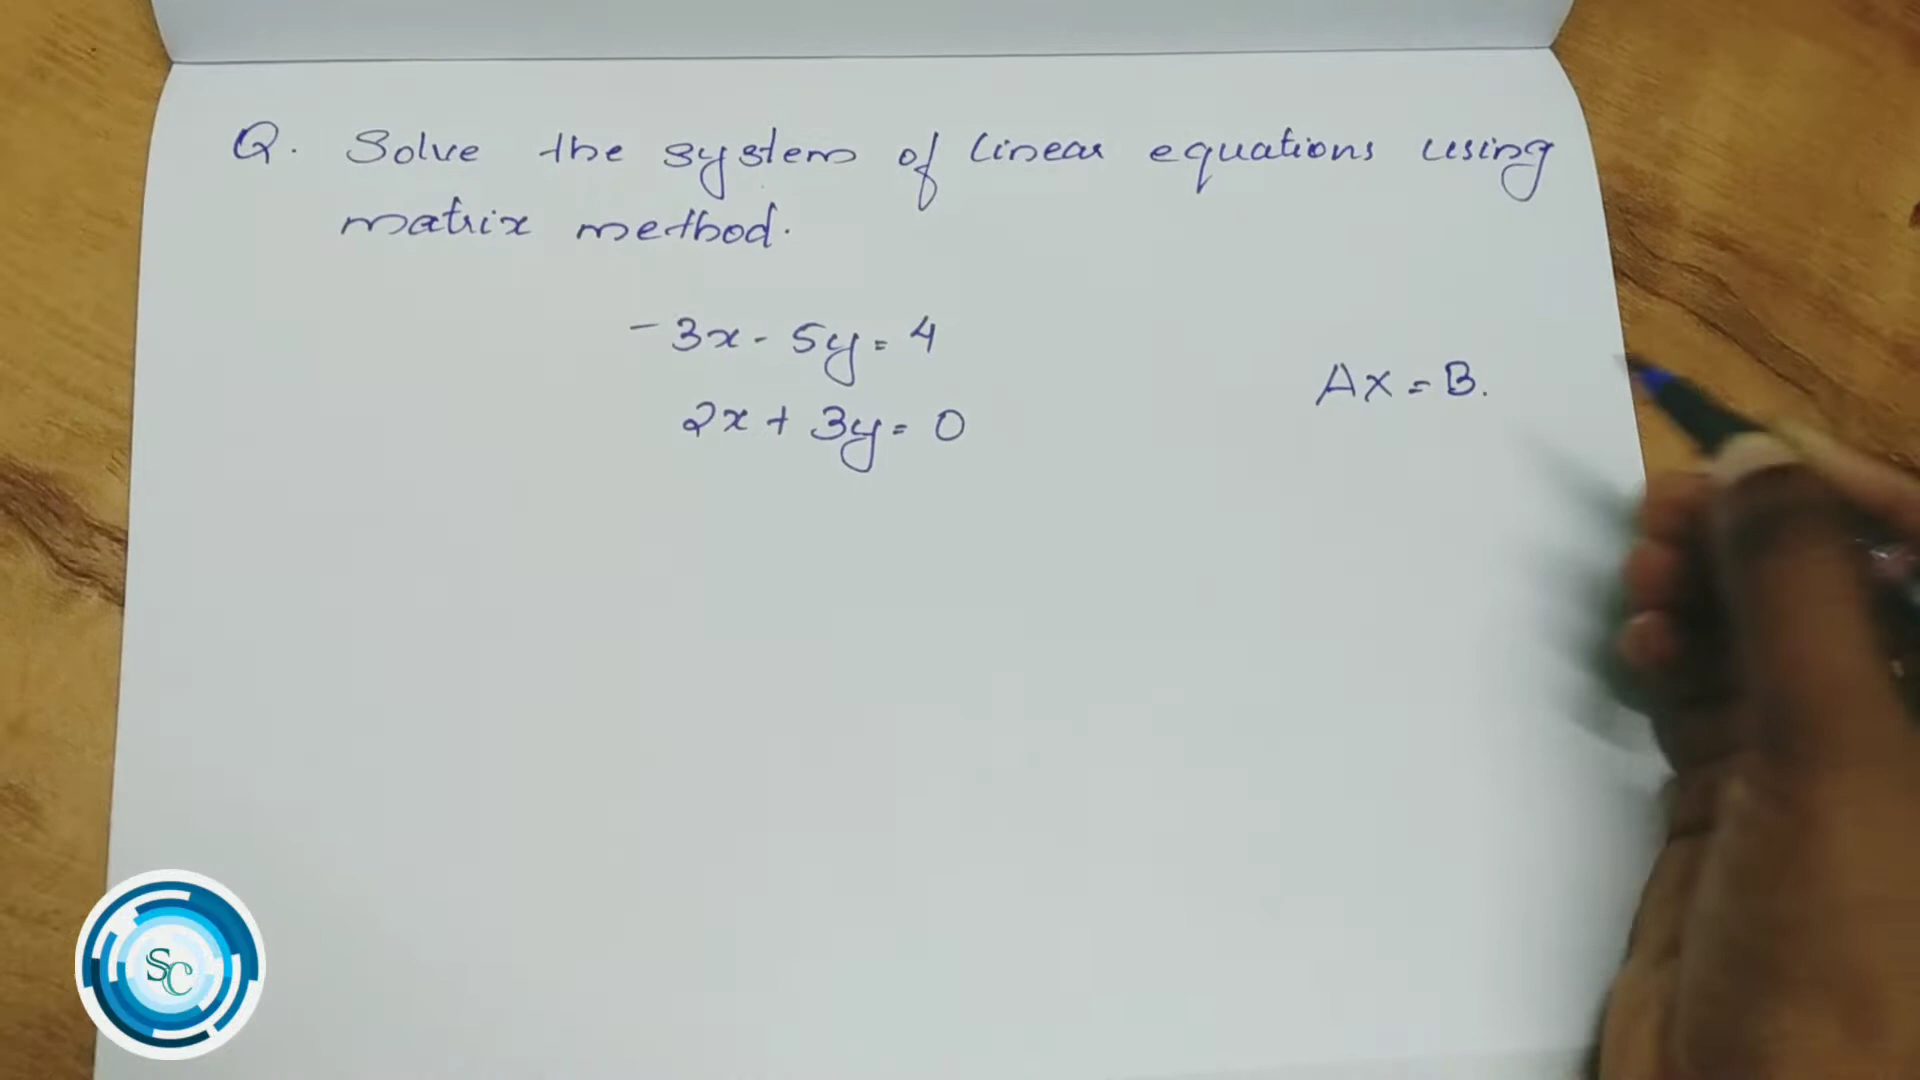 Q. Solve the system of linear equations using
matrix method.
-3x - 5y = 4
AX = B.
2x + 3y = 0
SC